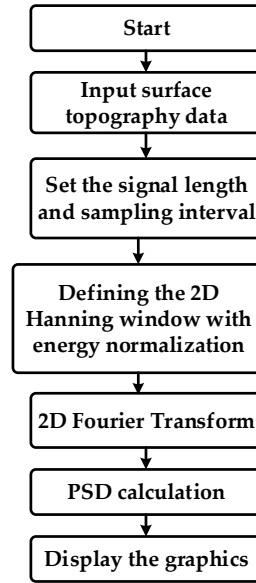 Start
Input surface
topography data
Set the signal length
and sampling interval
Defining the 2D
Hanning window with
energy normalization
2D Fourier Transform
PSD calculation
Display the graphics